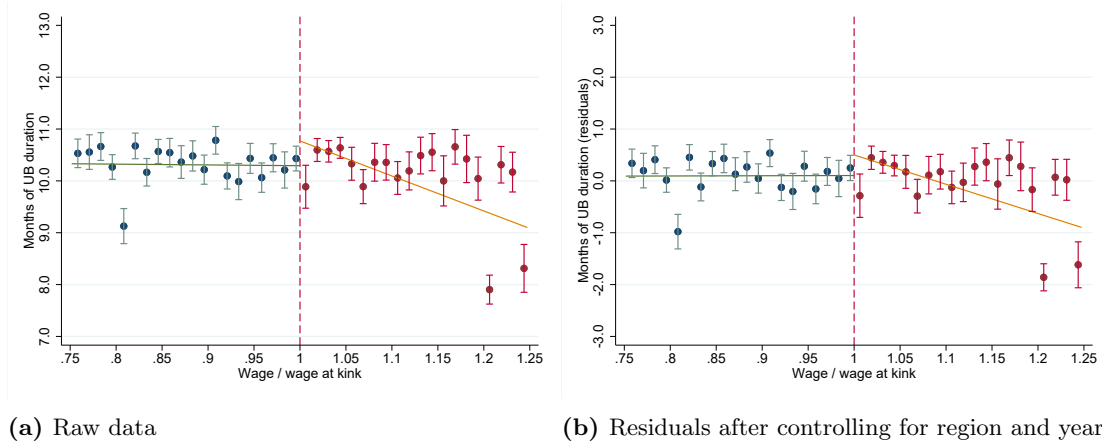 Months of UB duration
13.0
12.0
11.0
10.0
9.0
8.0
7.0
.75 .8 .85 .9 .95 1 1.05 1.1 1.15 1.2 1.25
Wage / wage at kink
(a) Raw data
Months of UB duration (residuals)
3.0
2.0
1.0
0.0
-1.0
-2.0
-3.0
.75 .8 .85 .9 .95 1 1.05 1.1 1.15 1.2 1.25
Wage / wage at kink
(b) Residuals after controlling for region and year